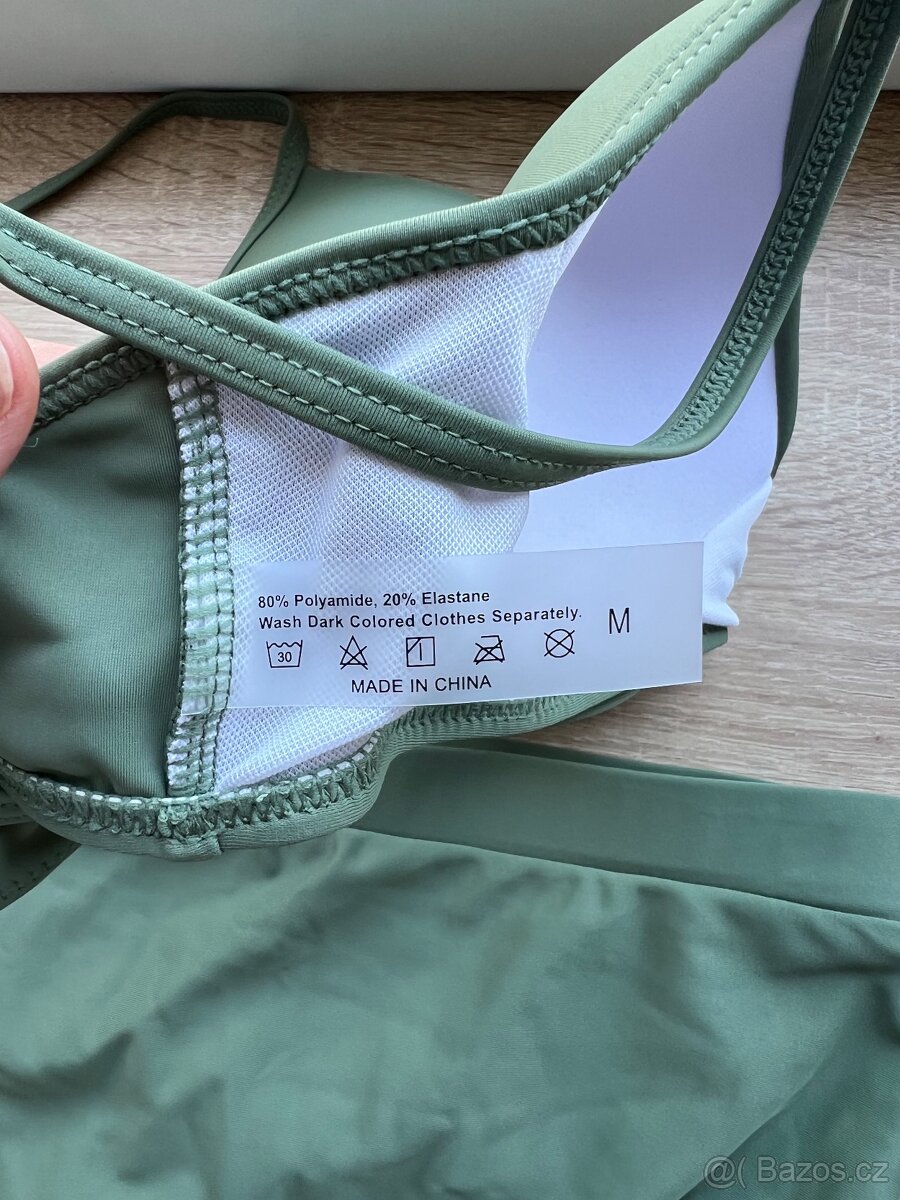 80% Polyamide, 20% Elastane
Wash Dark Colored Clothes Separately.
M
30
MADE IN CHINA
@( Bazos.cz